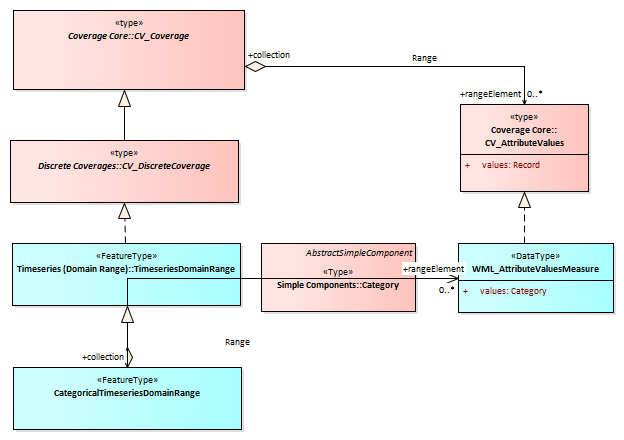 «type»
Coverage Core::CV_Coverage
+collection
Range
+rangeElement 0..*
«type»
Coverage Core::
CV_AttributeValues
+ values: Record
«type»
Discrete Coverages::CV_DiscreteCoverage
«FeatureType»
Timeseries (Domain Range)::TimeseriesDomainRange
AbstractSimpleComponent
«Type»
Simple Components::Category
+rangeElement
0..*
«DataType»
WML_AttributeValuesMeasure
+ values: Category
Range
+collection
«FeatureType»
CategoricalTimeseriesDomainRange